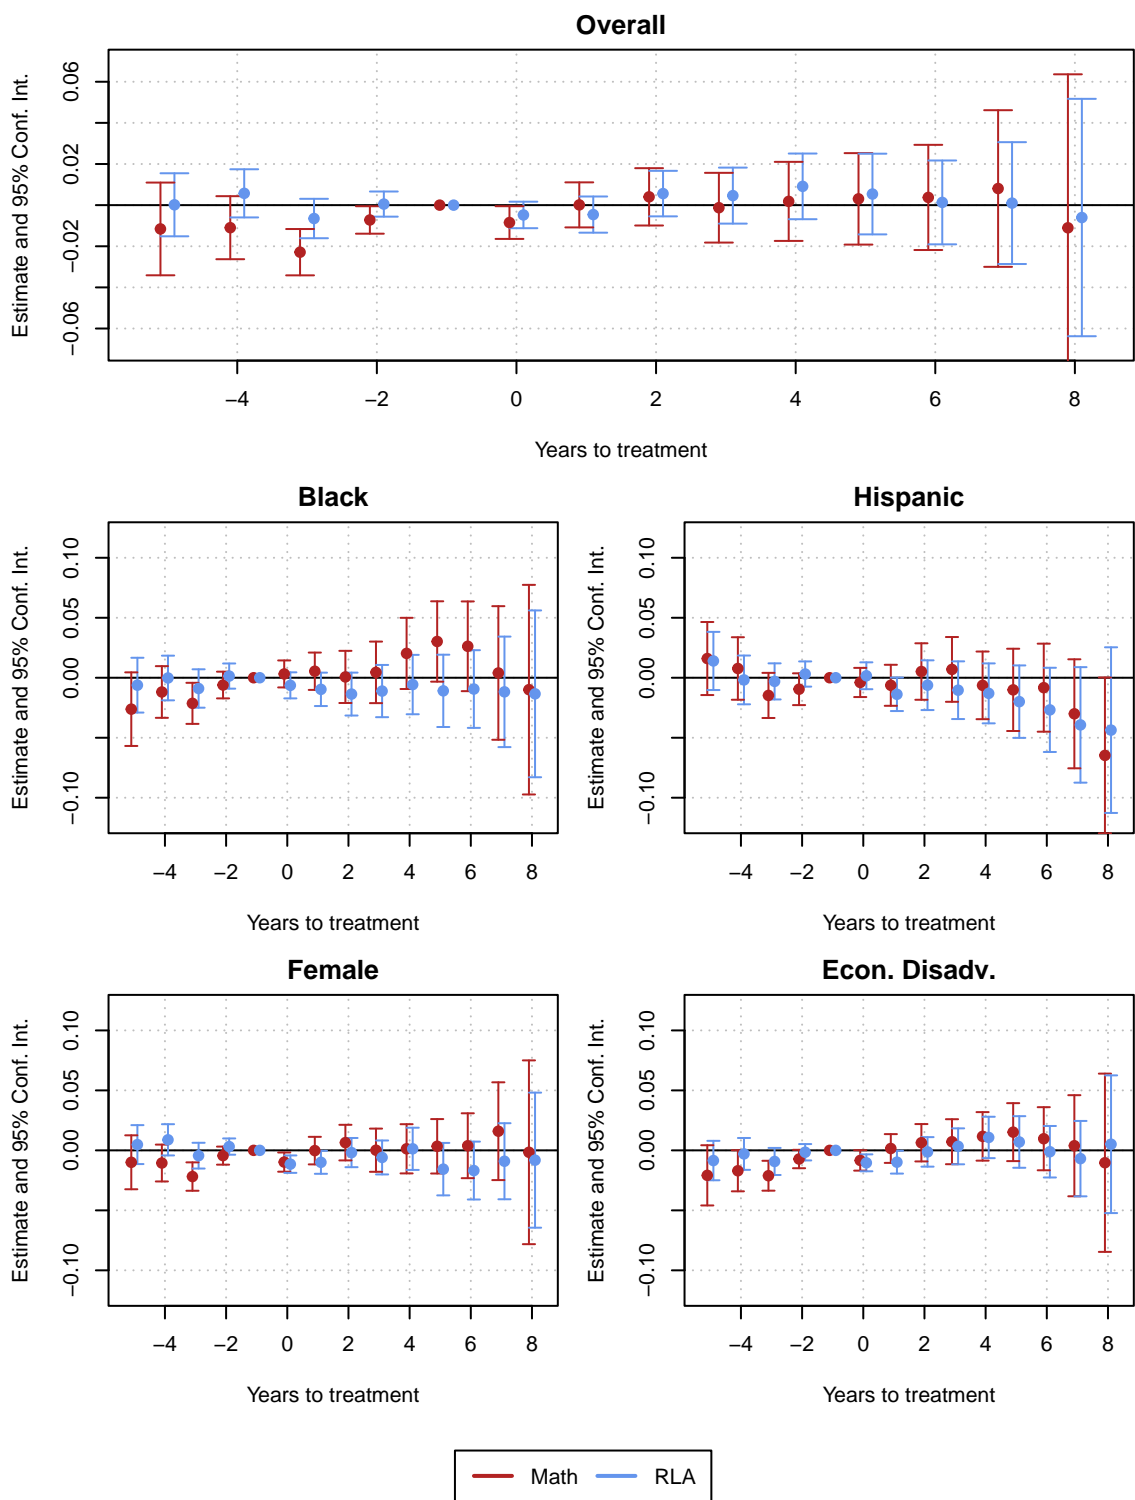 Overall
Estimate and 95% Conf. Int.
0.06
0.02
−0.02
−0.06
−4 −2 0 2 4 6 8
Years to treatment
Black
Estimate and 95% Conf. Int.
0.10
0.05
0.00
−0.10
−4 −2 0 2 4 6 8
Years to treatment
Hispanic
Estimate and 95% Conf. Int.
0.10
0.05
0.00
−0.10
−4 −2 0 2 4 6 8
Years to treatment
Female
Estimate and 95% Conf. Int.
0.10
0.05
0.00
−0.10
−4 −2 0 2 4 6 8
Years to treatment
Econ. Disadv.
Estimate and 95% Conf. Int.
0.10
0.05
0.00
−0.10
−4 −2 0 2 4 6 8
Years to treatment
Math RLA